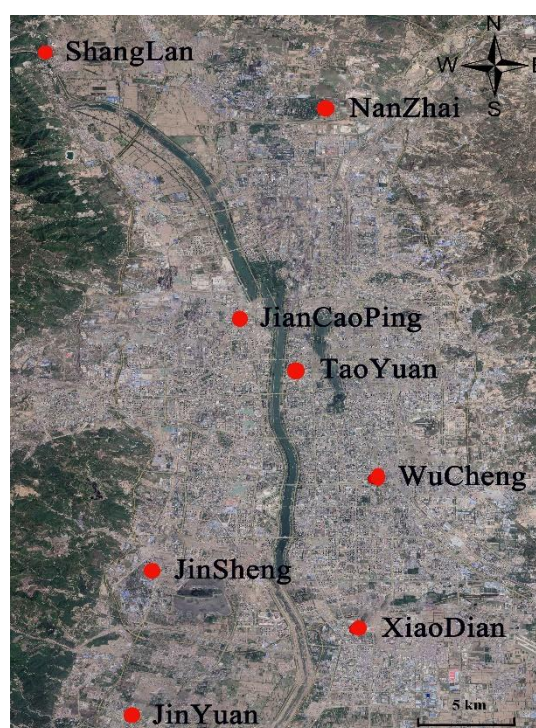 N
ShangLan
W
E
NanZhai
S
JianCaoPing
TaoYuan
WuCheng
JinSheng
XiaoDian
5 km
JinYuan